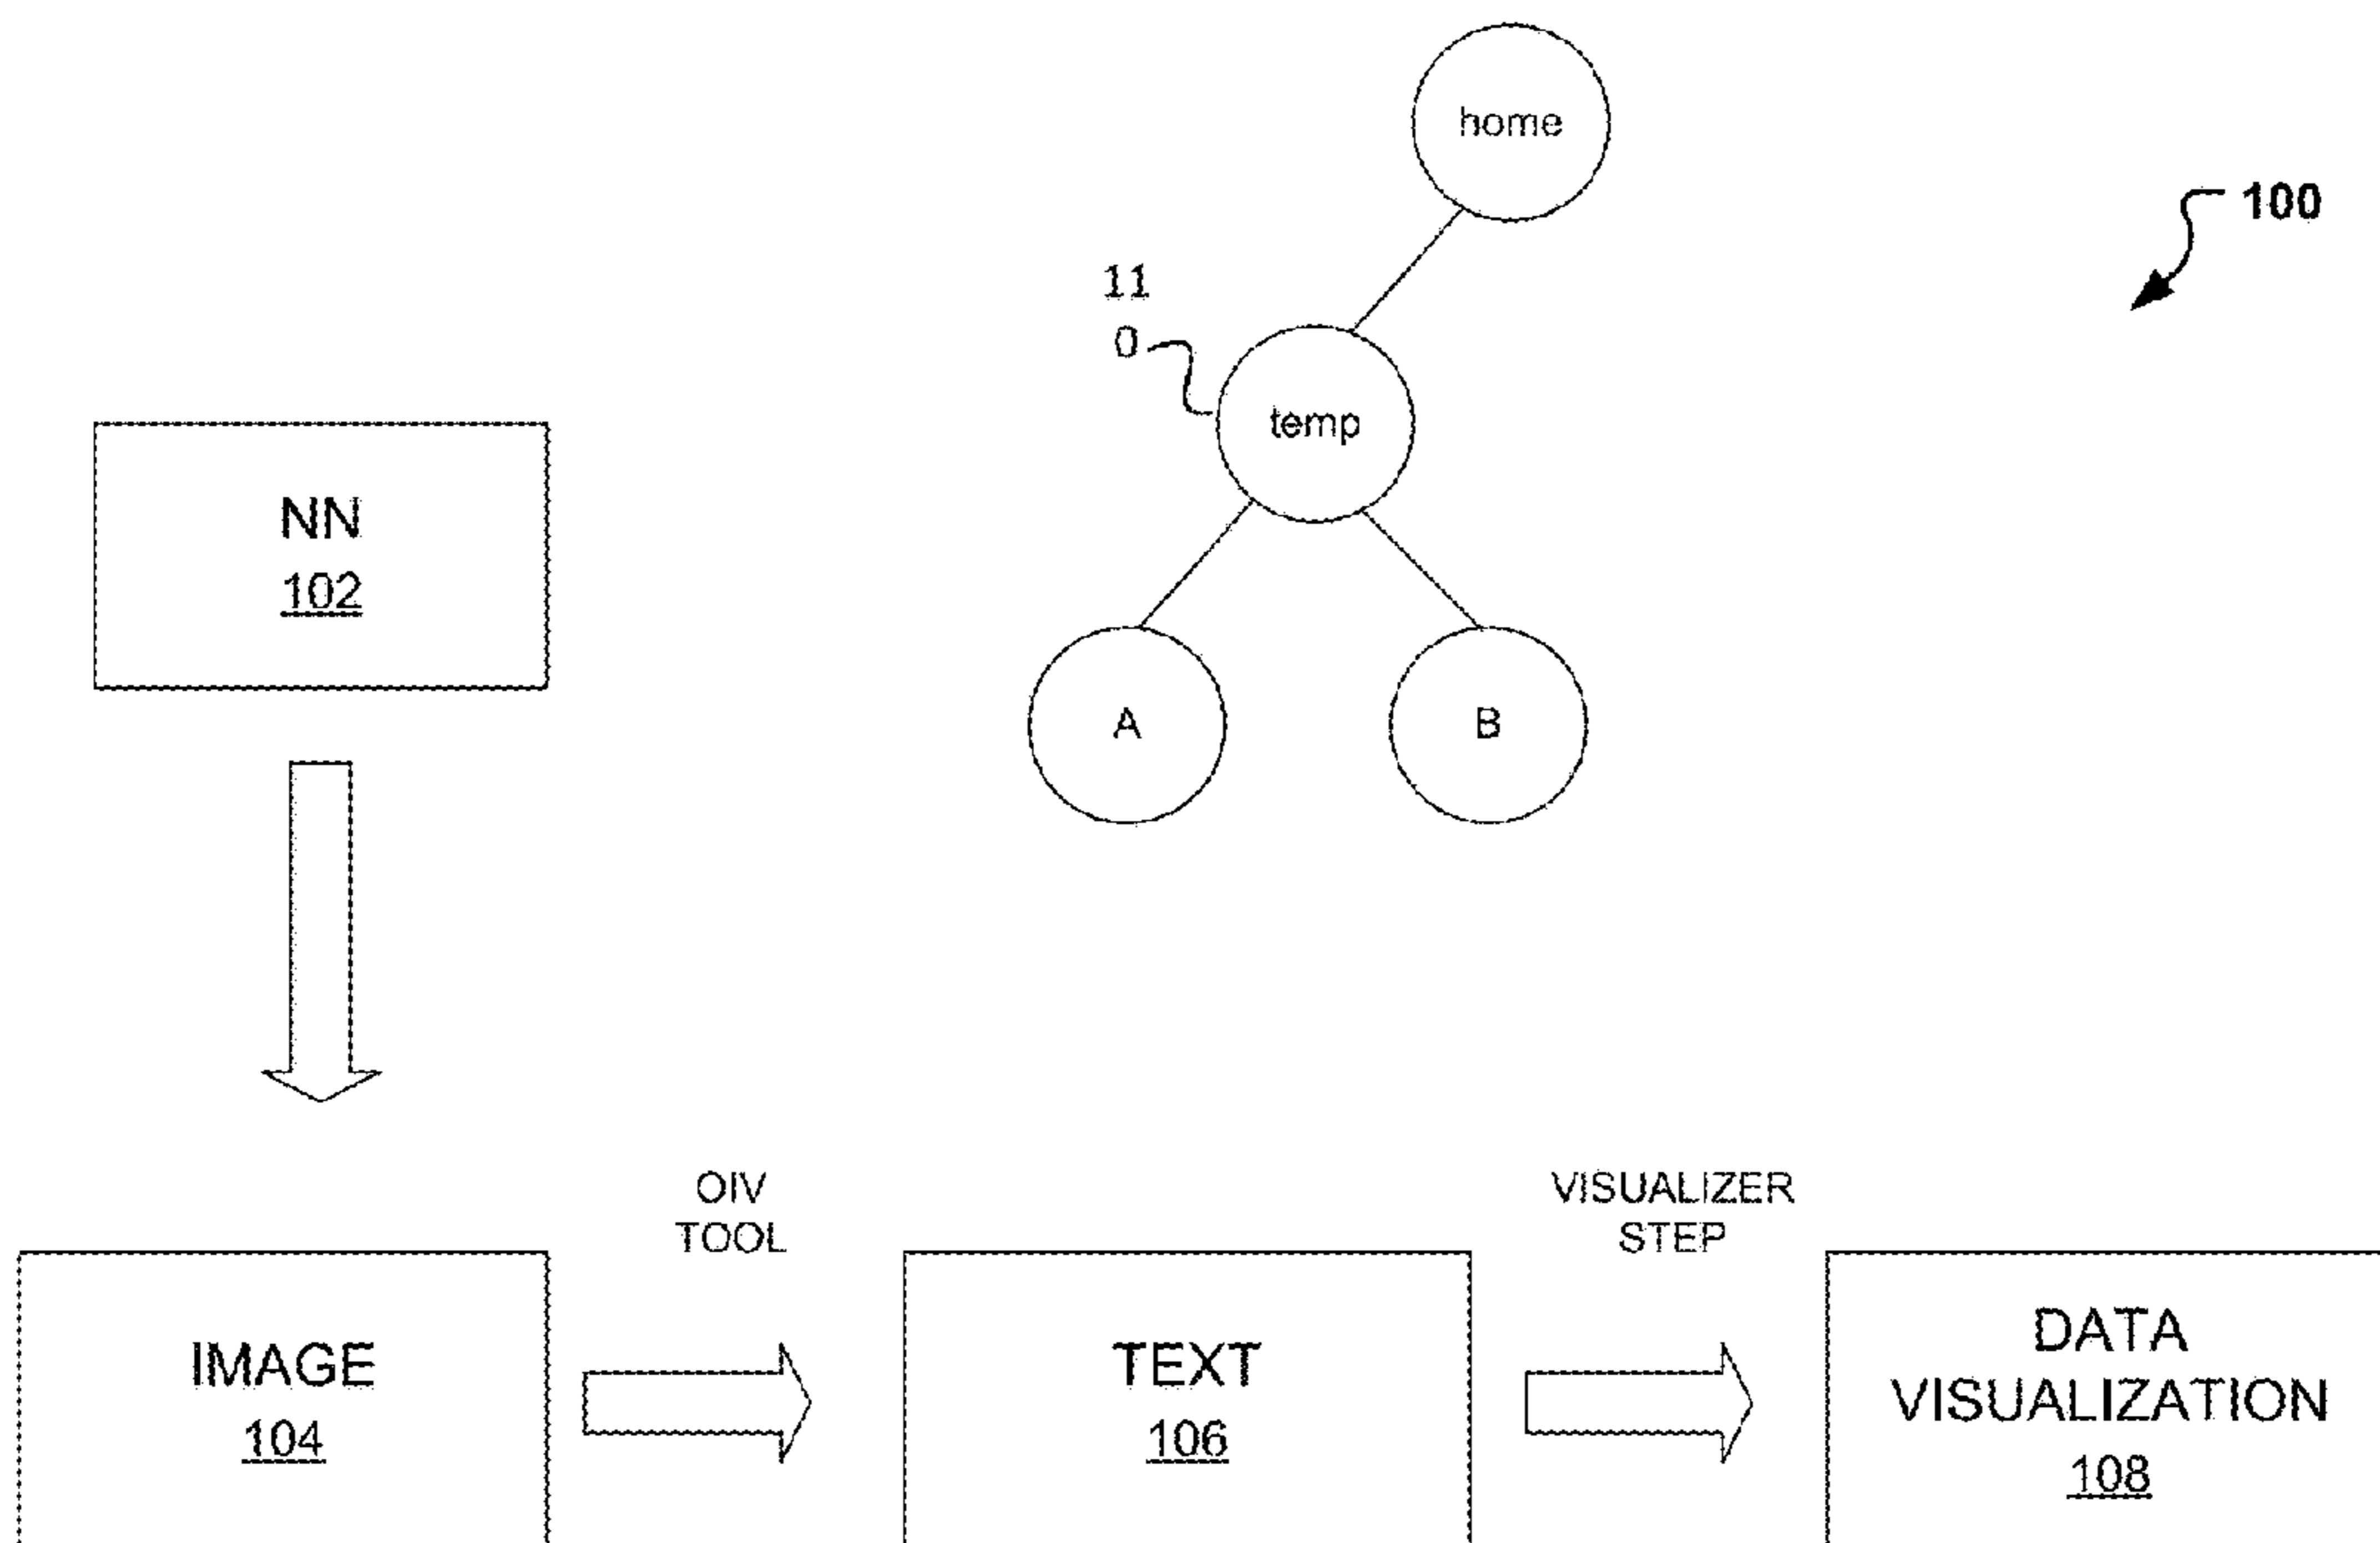 home
100
11
0
temp
NN
102
A
B
OIV
TOOL
VISUALIZER
STEP
IMAGE
104
TEXT
106
DATA
VISUALIZATION
108